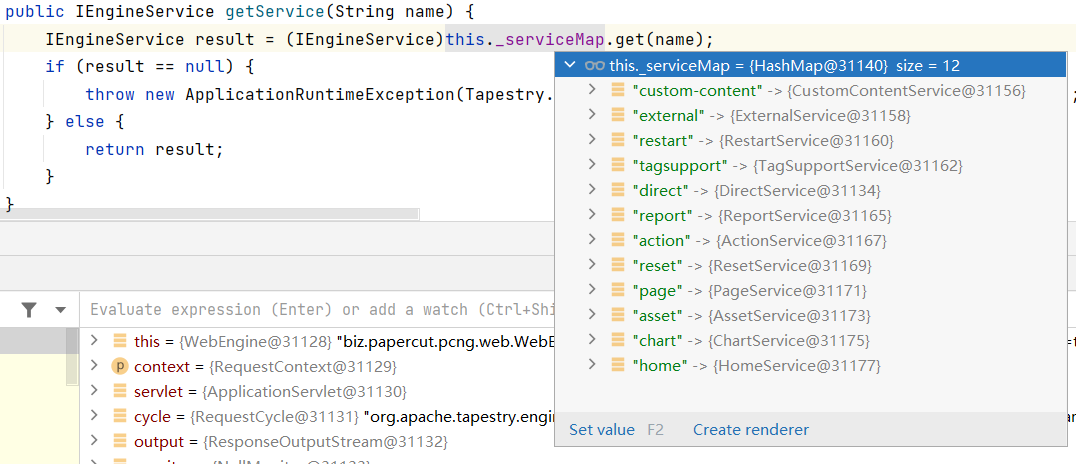 public IEngineService getService(String name) {
IEngineService result = (IEngineService)this._serviceMap.get(name);
if (result == null) {
throw new ApplicationRuntimeException(Tapestry.
;
} else {
return result;
}
}
this._serviceMap = {HashMap@31140} size = 12
"custom-content" -> {CustomContentService@31156}
"external" -> {ExternalService@31158}
"restart" -> {RestartService@31160}
"tagsupport" -> {TagSupportService@31162}
"direct" -> {DirectService@31134}
"report" -> {ReportService@31165}
"action" -> {ActionService@31167}
"reset" -> {ResetService@31169}
"page" -> {PageService@31171}
"asset" -> {AssetService@31173}
"chart" -> {ChartService@31175}
"home" -> {HomeService@31177}
Set value F2 Create renderer
Evaluate expression (Enter) or add a watch (Ctrl+Shi
this = {WebEngine@31128} "biz.papercut.pcng.web.WebE
p context = {RequestContext@31129}
servlet = {ApplicationServlet@31130}
cycle = {RequestCycle@31131} "org.apache.tapestry.engin
output = {ResponseOutputStream@31132}